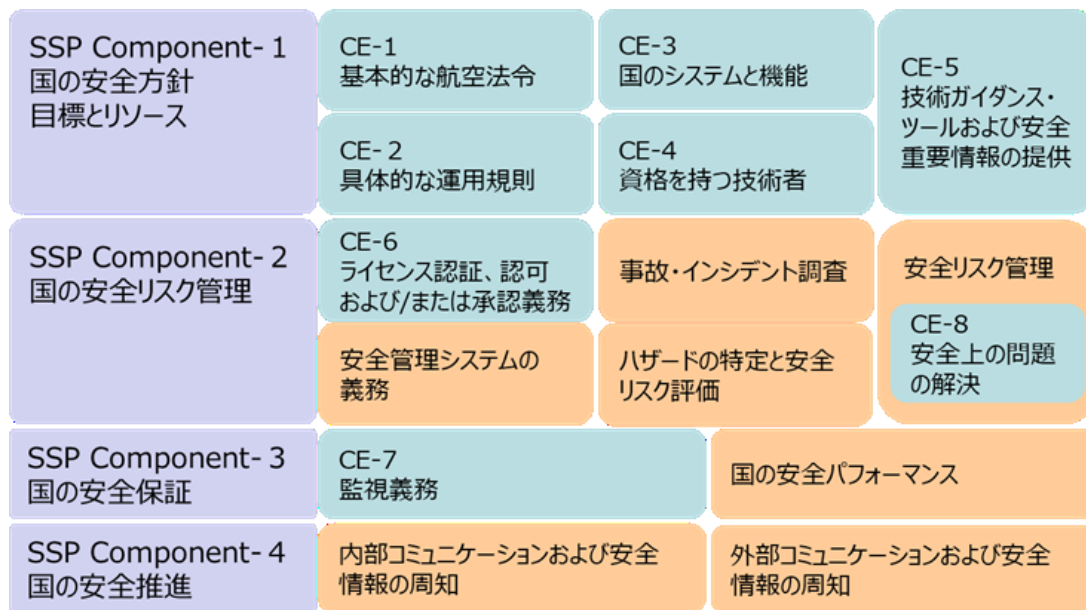 SSP Component- 1
国の安全方針
目標とリソース
CE-1
基本的な航空法令
CE-3
国のシステムと機能
CE-5
技術ガイダンス・
ツールおよび安全
重要情報の提供
CE- 2
具体的な運用規則
CE-4
資格を持つ技術者
SSP Component- 2
国の安全リスク管理
CE-6
ライセンス認証、認可
および/または承認義務
事故・インシデント調査
安全リスク管理
CE-8
安全上の問題
の解決
安全管理システムの
義務
ハザードの特定と安全
リスク評価
SSP Component- 3
国の安全保証
CE-7
監視義務
国の安全パフォーマンス
SSP Component- 4
国の安全推進
内部コミュニケーションおよび安全
情報の周知
外部コミュニケーションおよび安全
情報の周知